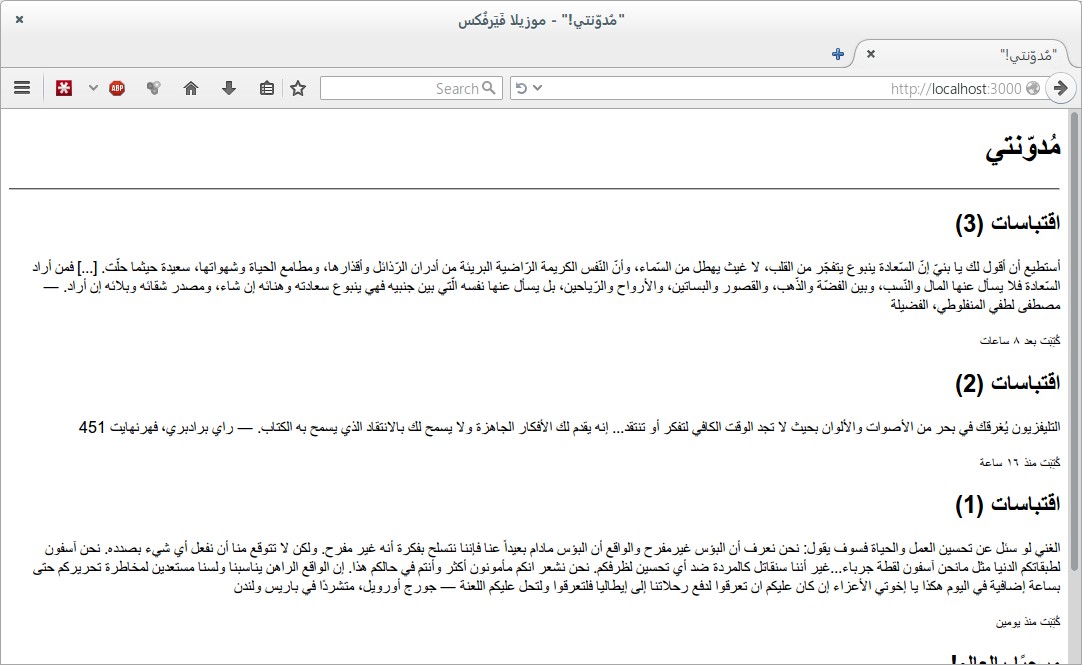 "مُدوّنتي!" - موزيلا فَيَرفُكس
"مُدوّنتي!"
http://localhost:3000
Search
ABP
مُدوّنتي
اقتباسات (3)
أستطيع أن أقول لك يا بنيّ إنّ السّعادة ينبوع يتفجّر من القلب، لا غيث يهطل من السّماء، وأنّ النّفس الكريمة الرّاضية البريئة من أدران الرّذائل وأقذارها، ومطامع الحياة وشهواتها، سعيدة حيثما حلّت. [...] فمن أراد
السّعادة فلا يسأل عنها المال والنّسب، وبين الفضّة والذّهب، والقصور والبساتين، والأرواح والرّياحين، بل يسأل عنها نفسه الّتي بين جنبيه فهي ينبوع سعادته وهنائه إن شاء، ومصدر شقائه وبلائه إن أراد. —
مصطفى لطفي المنفلوطي، الفضيلة
كُتِبَت بعد ٨ ساعات
اقتباسات (2)
التليفزيون يُغرقك في بحر من الأصوات والألوان بحيث لا تجد الوقت الكافي لتفكر أو تنتقد... إنه يقدم لك الأفكار الجاهزة ولا يسمح لك بالانتقاد الذي يسمح به الكتاب. — راي برادبري، فهرنهايت 451
كُتِبَت منذ ١٦ ساعة
اقتباسات (1)
الغني لو سئل عن تحسين العمل والحياة فسوف يقول: نحن نعرف أن البؤس غيرمفرح والواقع أن البؤس مادام بعيداً عنا فإننا نتسلح بفكرة أنه غير مفرح. ولكن لا تتوقع منا أن نفعل أي شيء بصدده. نحن آسفون
لطبقاتكم الدنيا مثل مانحن آسفون لقطة جرباء...غير أننا سنقاتل كالمردة ضد أي تحسين لظرفكم. نحن نشعر انكم مأمونون أكثر وأنتم في حالكم هذا. إن الواقع الراهن يناسبنا ولسنا مستعدين لمخاطرة تحريركم حتى
بساعة إضافية في اليوم هكذا يا إخوتي الأعزاء إن كان عليكم ان تعرقوا لدفع رحلاتنا إلى إيطاليا فلتعرقوا ولتحل عليكم اللعنة — جورج أورويل، متشردًا في باريس ولندن
كُتِبَت منذ يومين